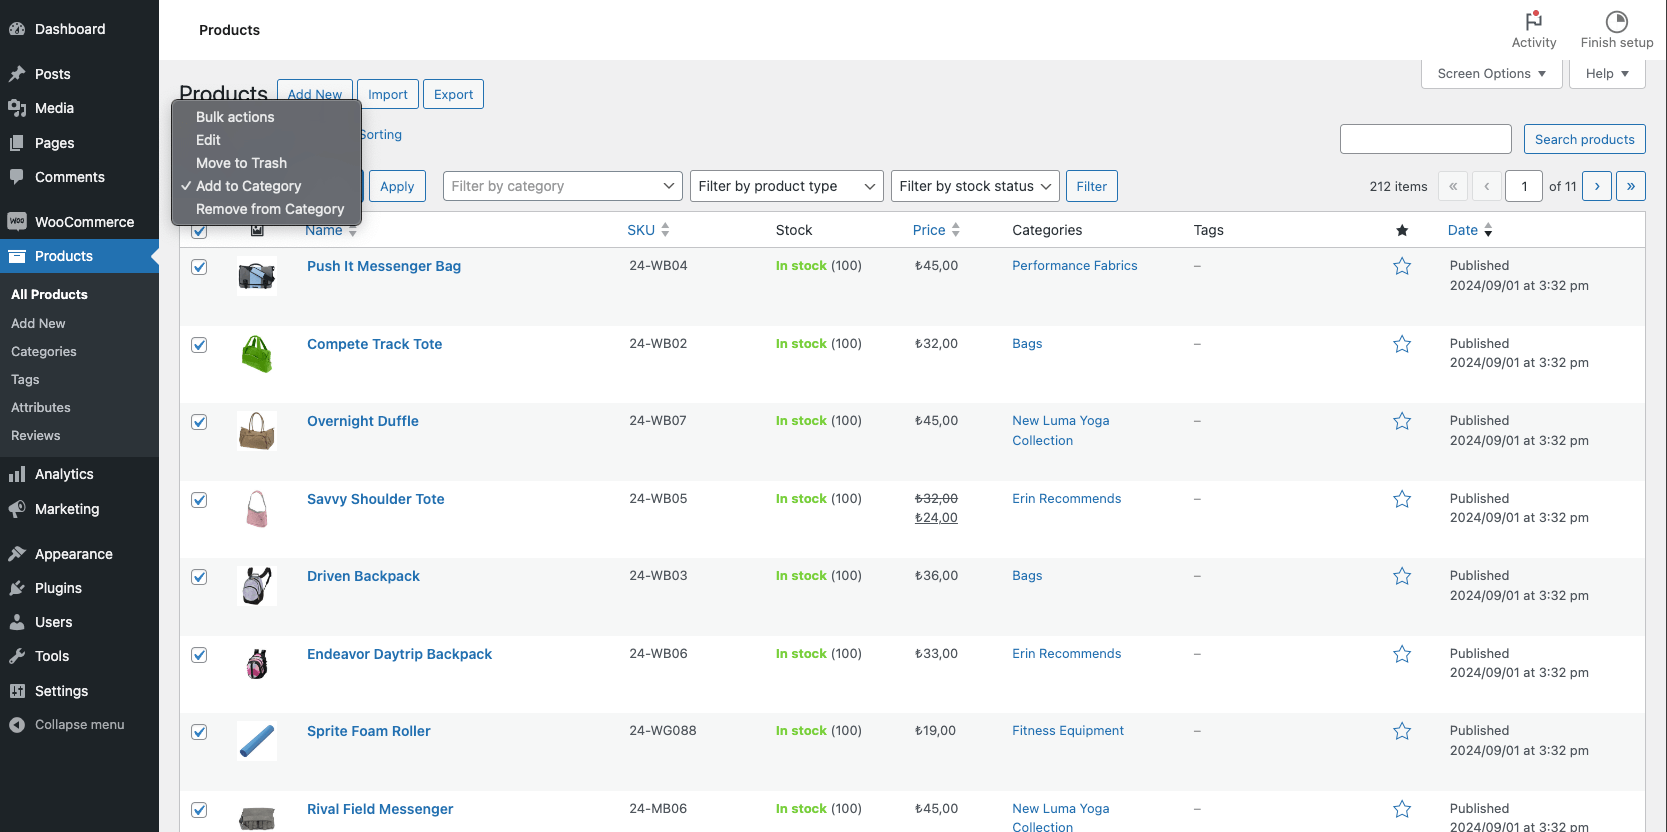 Dashboard
Posts
Media
Pages
Comments
WooCommerce
Products
All Products
Add New
Categories
Tags
Attributes
Reviews
Analytics
Marketing
Appearance
Plugins
Users
Tools
Settings
Collapse menu
Products
Activity
Finish setup
Screen Options
Help
Products
Add New
Import
Export
Bulk actions
Edit
Move to Trash
✓ Add to Category
Remove from Category
Sorting
Search products
Apply
Filter by category
Filter by product type
Filter by stock status
Filter
212 items « ‹ 1 of 11 › »
Name SKU Stock Price Categories Tags ★ Date
Push It Messenger Bag 24-WB04 In stock (100) ₺45,00 Performance Fabrics – Published
2024/09/01 at 3:32 pm
Compete Track Tote 24-WB02 In stock (100) ₺32,00 Bags – Published
2024/09/01 at 3:32 pm
Overnight Duffle 24-WB07 In stock (100) ₺45,00 New Luma Yoga – Published
Collection 2024/09/01 at 3:32 pm
Savvy Shoulder Tote 24-WB05 In stock (100) ₺32,00 Erin Recommends – Published
₺24,00 2024/09/01 at 3:32 pm
Driven Backpack 24-WB03 In stock (100) ₺36,00 Bags – Published
2024/09/01 at 3:32 pm
Endeavor Daytrip Backpack 24-WB06 In stock (100) ₺33,00 Erin Recommends – Published
2024/09/01 at 3:32 pm
Sprite Foam Roller 24-WG088 In stock (100) ₺19,00 Fitness Equipment – Published
2024/09/01 at 3:32 pm
Rival Field Messenger 24-MB06 In stock (100) ₺45,00 New Luma Yoga – Published
Collection 2024/09/01 at 3:32 pm